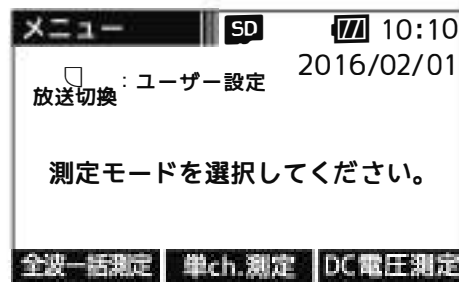 メニュー SD 10:10
2016/02/01
放送切換 : ユーザー設定
測定モードを選択してください。
全波一括測定 単ch.測定 DC電圧測定